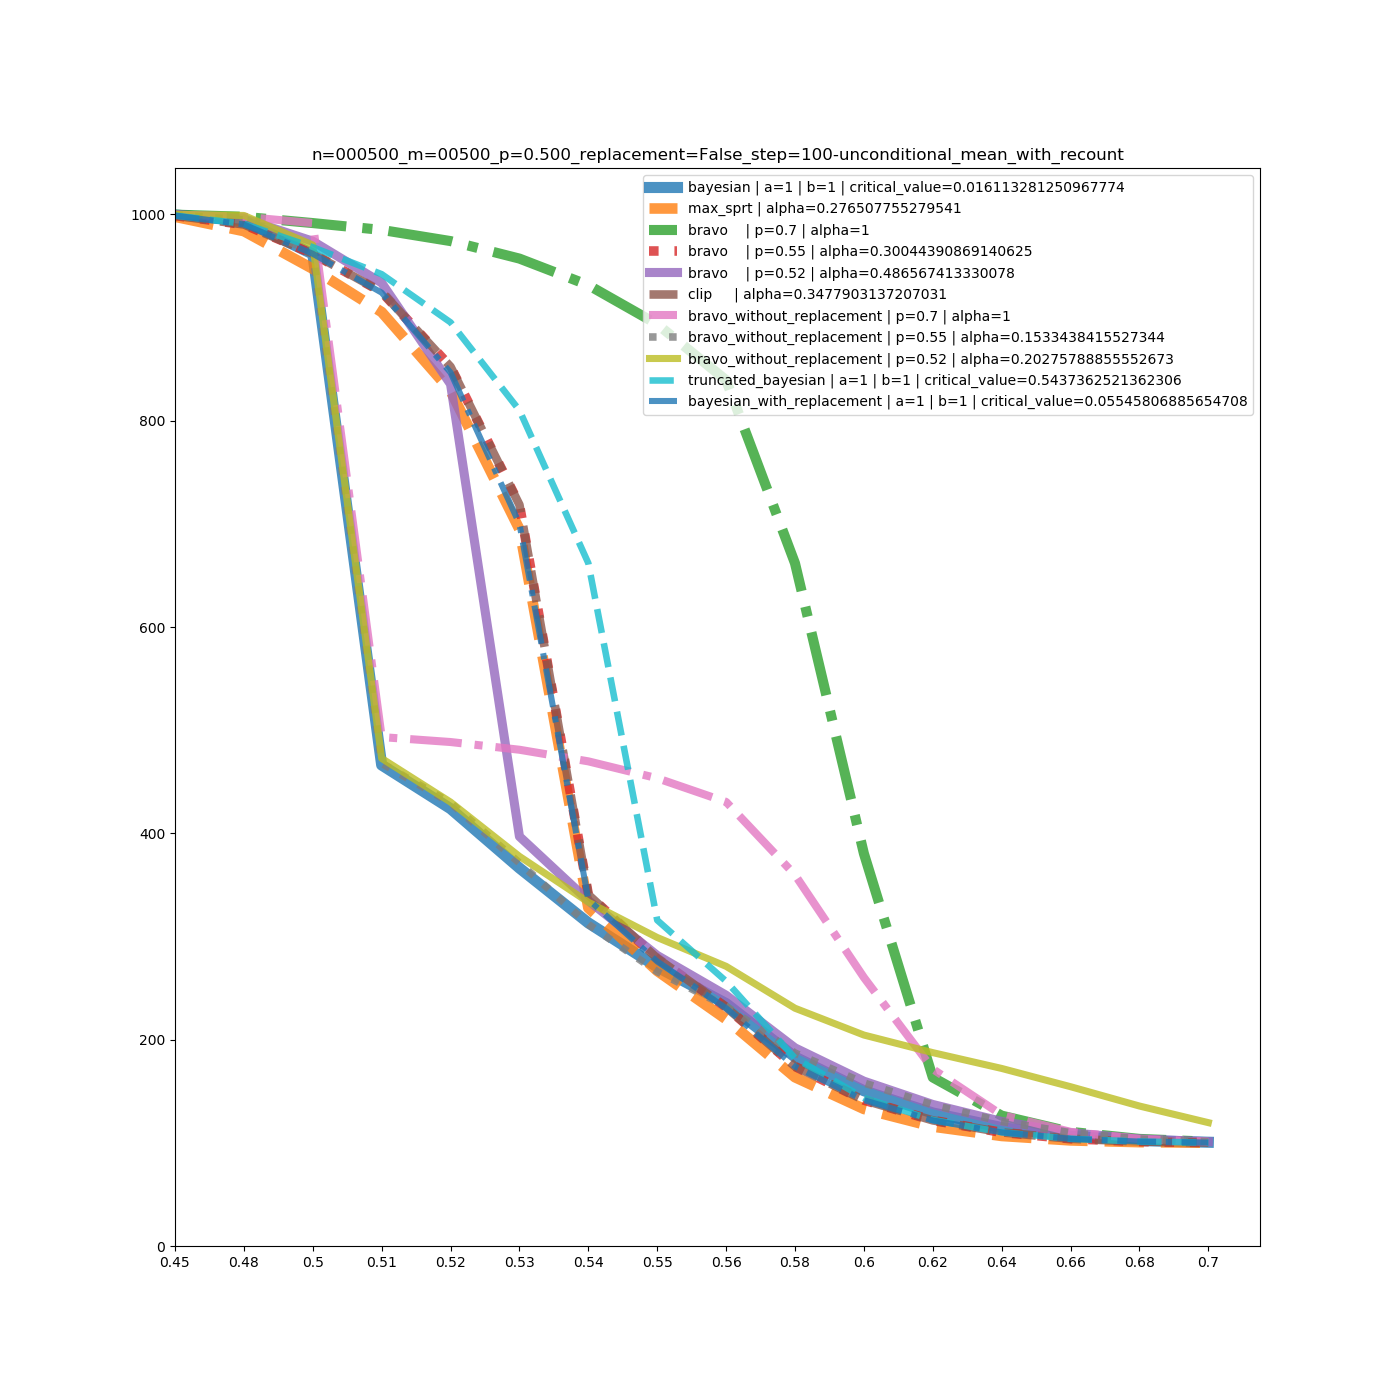 n=000500_m=00500_p=0.500_replacement=False_step=100-unconditional_mean_with_recount
bayesian | a=1 | b=1 | critical_value=0.016113281250967774
max_sprt | alpha=0.276507755279541
bravo | p=0.7 | alpha=1
bravo | p=0.55 | alpha=0.30044390869140625
bravo | p=0.52 | alpha=0.486567413330078
clip | alpha=0.3477903137207031
bravo_without_replacement | p=0.7 | alpha=1
bravo_without_replacement | p=0.55 | alpha=0.1533438415527344
bravo_without_replacement | p=0.52 | alpha=0.20275788855552673
truncated_bayesian | a=1 | b=1 | critical_value=0.5437362521362306
bayesian_with_replacement | a=1 | b=1 | critical_value=0.05545806885654708
1000
800
600
400
200
0
0.45 0.48 0.5 0.51 0.52 0.53 0.54 0.55 0.56 0.58 0.6 0.62 0.64 0.66 0.68 0.7